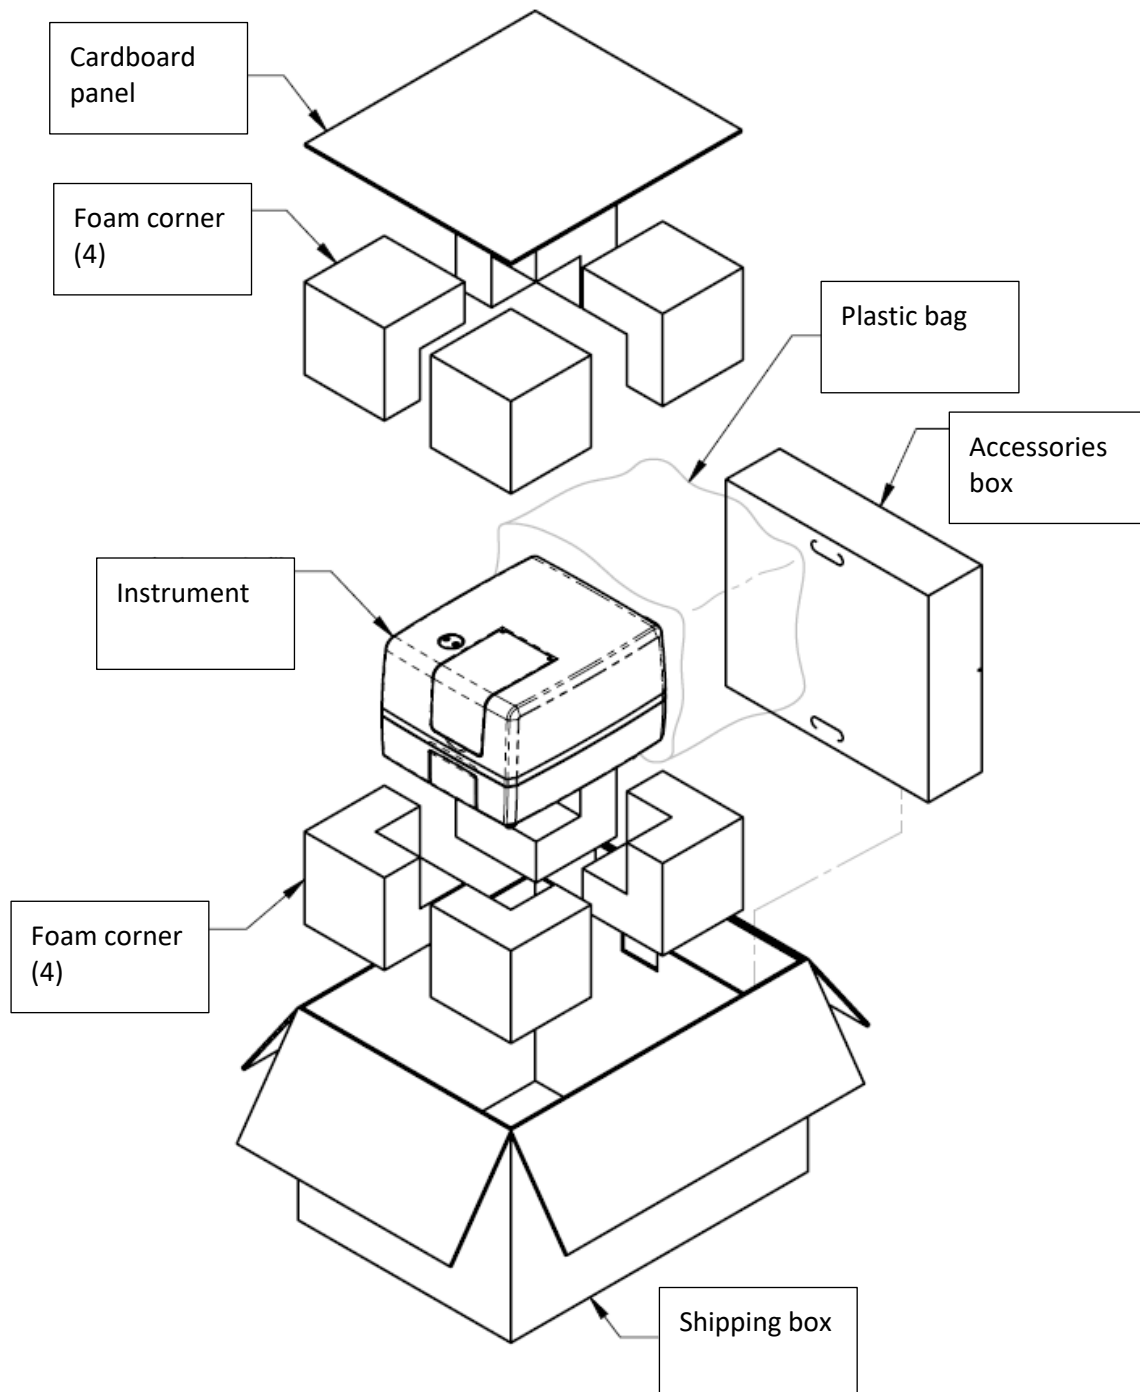 Cardboard
panel
Foam corner
(4)
Plastic bag
Accessories
box
Instrument
Foam corner
(4)
Shipping box